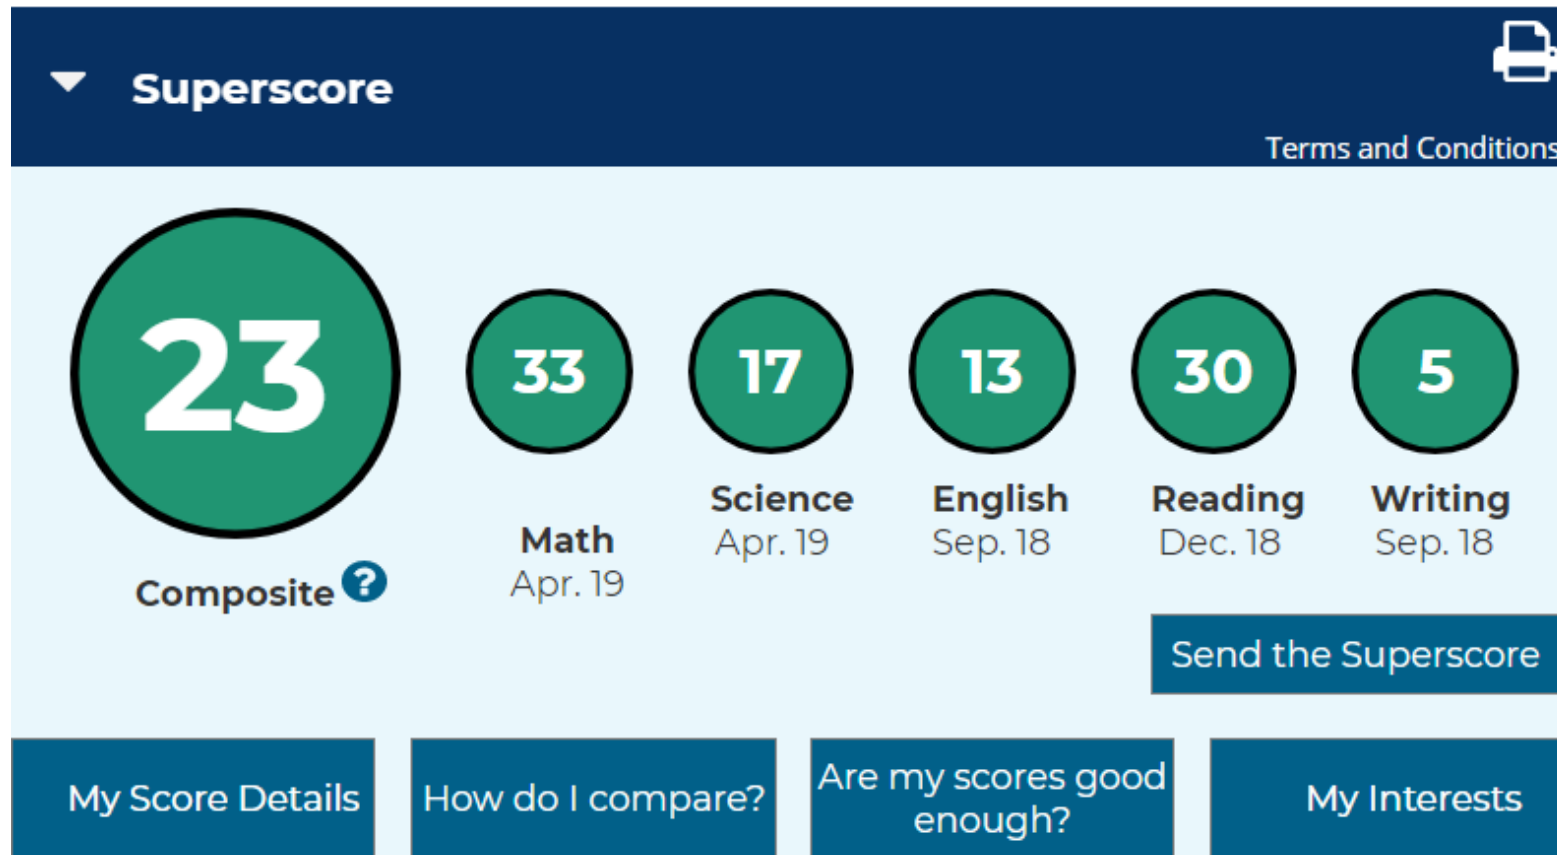 Superscore
Terms and Conditions
23
Composite ?
33
Math
Apr. 19
17
Science
Apr. 19
13
English
Sep. 18
30
Reading
Dec. 18
5
Writing
Sep. 18
Send the Superscore
My Score Details
How do I compare?
Are my scores good
enough?
My Interests